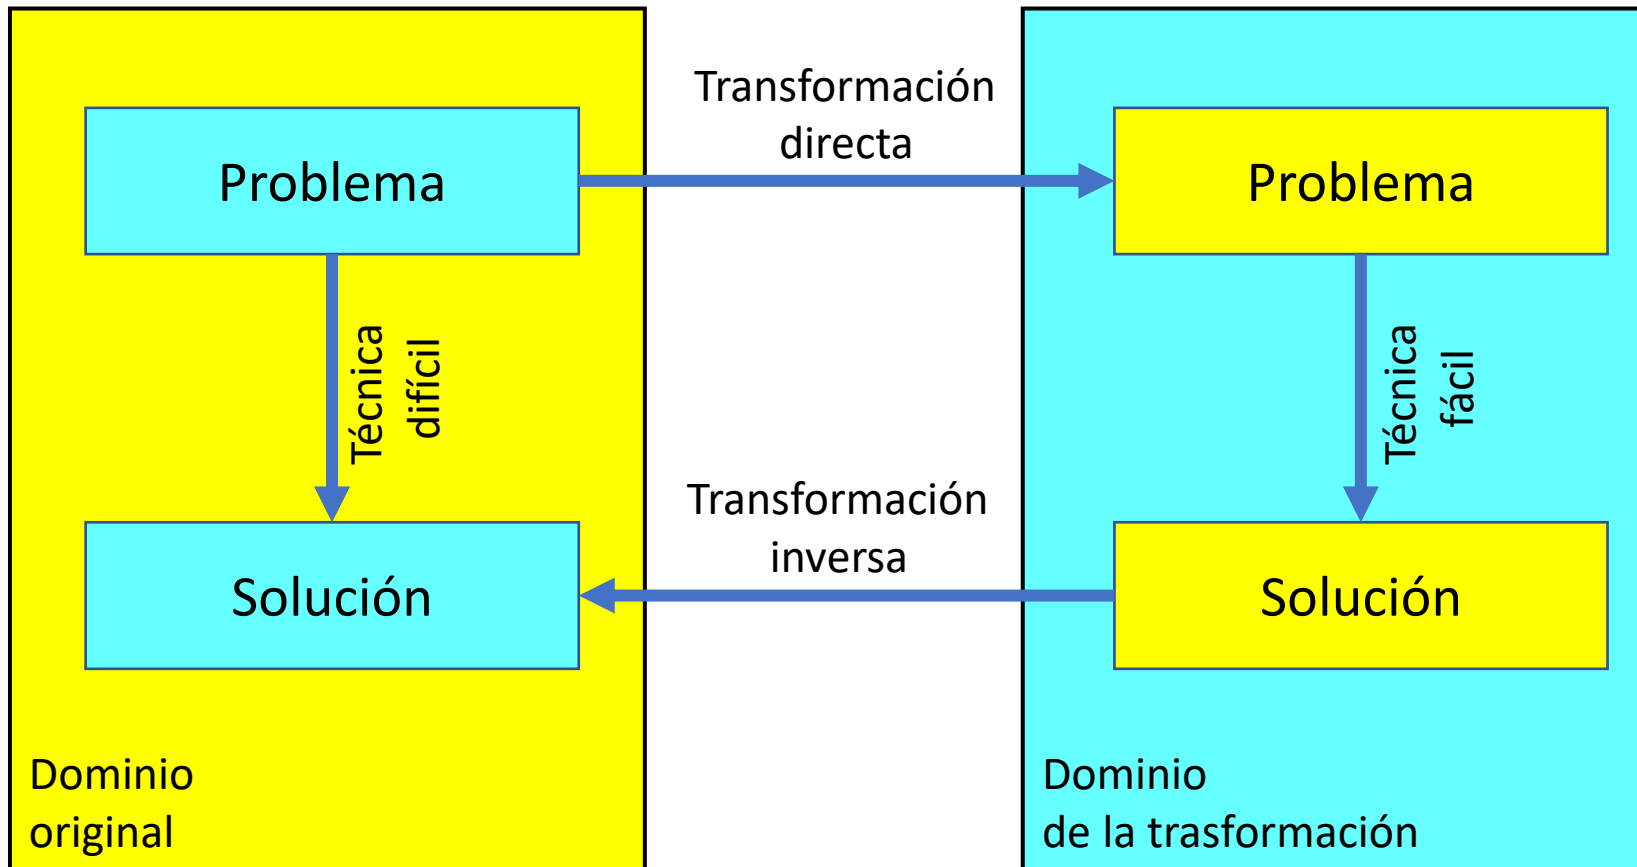 Transformación
directa
Problema
Problema
Técnica
difícil
Técnica
fácil
Transformación
inversa
Solución
Solución
Dominio
original
Dominio
de la trasformación